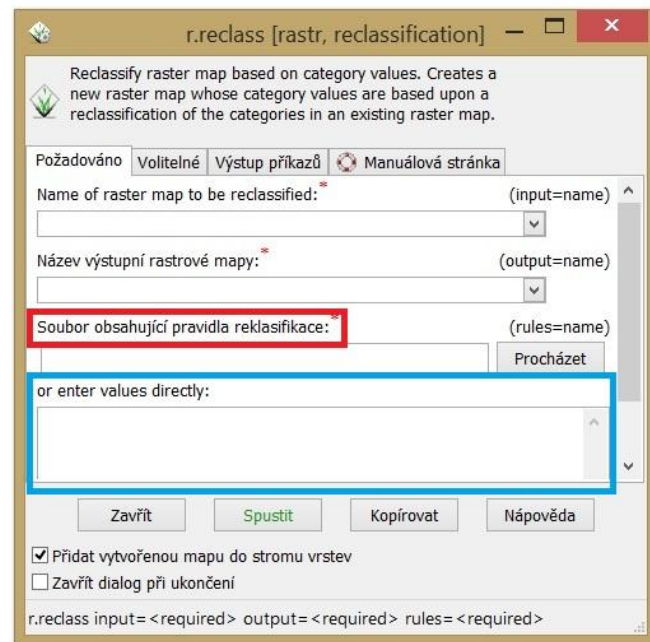 r.reclass [rastr, reclassification]
Reclassify raster map based on category values. Creates a
new raster map whose category values are based upon a
reclassification of the categories in an existing raster map.
Požadováno Volitelné Výstup příkazů Manuálová stránka
Name of raster map to be reclassified:* (input=name)
Název výstupní rastrové mapy:* (output=name)
Soubor obsahující pravidla reklasifikace:* (rules=name)
Procházet
or enter values directly:
Zavřít Spustit Kopírovat Nápověda
Přidat vytvořenou mapu do stromu vrstev
Zavřít dialog při ukončení
r.reclass input=<required> output=<required> rules=<required>